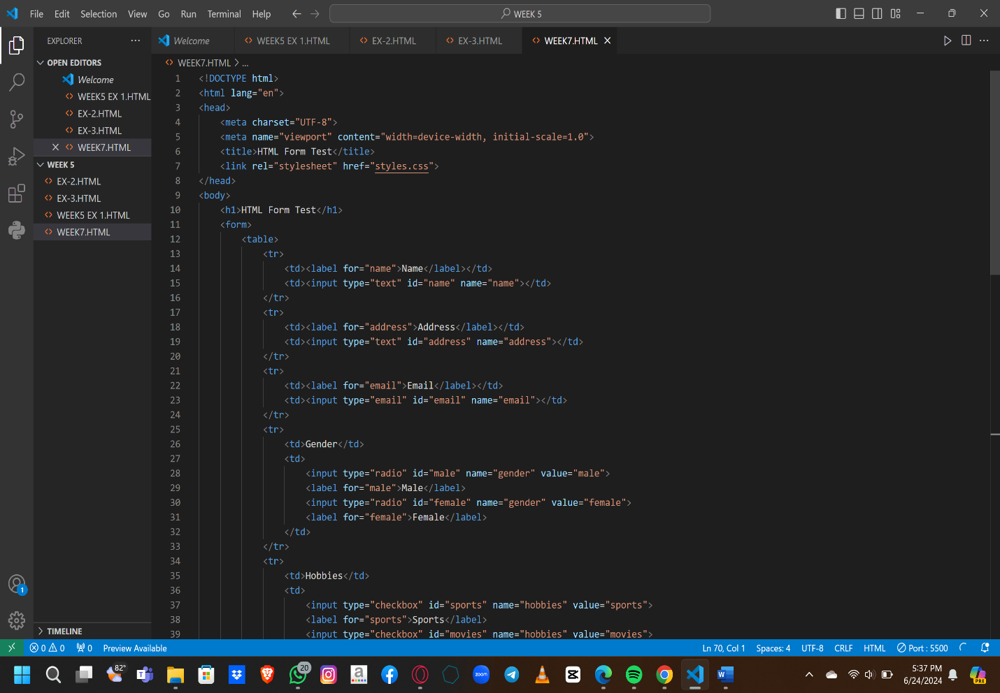 File Edit Selection View Go Run Terminal Help
WEEK 5
EXPLORER
Welcome WEEK5 EX 1.HTML EX-2.HTML EX-3.HTML WEEK7.HTML
OPEN EDITORS
Welcome
WEEK5 EX 1.HTML
EX-2.HTML
EX-3.HTML
WEEK7.HTML
WEEK 5
EX-2.HTML
EX-3.HTML
WEEK5 EX 1.HTML
WEEK7.HTML
TIMELINE
1
WEEK7.HTML > ...
1 <!DOCTYPE html>
2 <html lang="en">
3 <head>
4 <meta charset="UTF-8">
5 <meta name="viewport" content="width=device-width, initial-scale=1.0">
6 <title>HTML Form Test</title>
7 <link rel="stylesheet" href="styles.css">
8 </head>
9 <body>
10 <h1>HTML Form Test</h1>
11 <form>
12 <table>
13 <tr>
14 <td><label for="name">Name</label></td>
15 <td><input type="text" id="name" name="name"></td>
16 </tr>
17 <tr>
18 <td><label for="address">Address</label></td>
19 <td><input type="text" id="address" name="address"></td>
20 </tr>
21 <tr>
22 <td><label for="email">Email</label></td>
23 <td><input type="email" id="email" name="email"></td>
24 </tr>
25 <tr>
26 <td>Gender</td>
27 <td>
28 <input type="radio" id="male" name="gender" value="male">
29 <label for="male">Male</label>
30 <input type="radio" id="female" name="gender" value="female">
31 <label for="female">Female</label>
32 </td>
33 </tr>
34 <tr>
35 <td>Hobbies</td>
36 <td>
37 <input type="checkbox" id="sports" name="hobbies" value="sports">
38 <label for="sports">Sports</label>
39 <input type="checkbox" id="movies" name="hobbies" value="movies">
0 0 0 Preview Available Ln 70, Col 1 Spaces: 4 UTF-8 CRLF HTML Port : 5500
82° 20 zoom 5:37 PM
6/24/2024
PRE